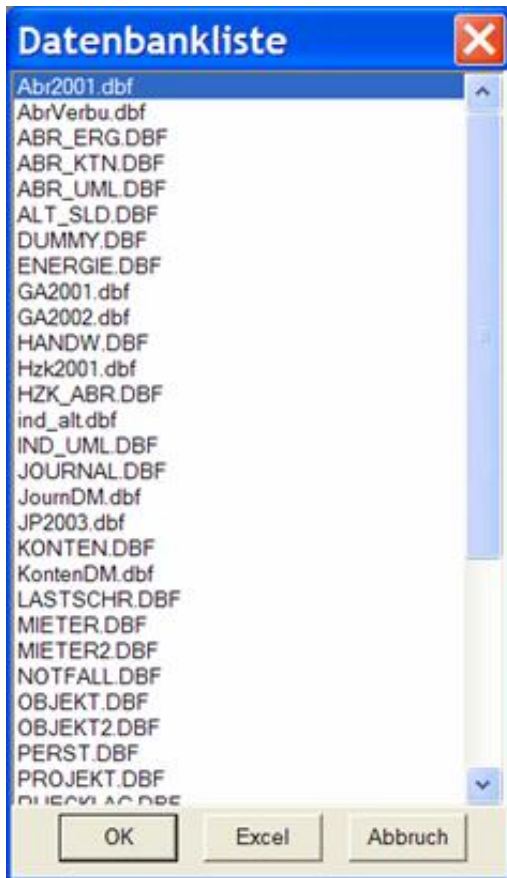 Datenbankliste
Abr2001.dbf
AbrVerbu.dbf
ABR_ERG.DBF
ABR_KTN.DBF
ABR_UML.DBF
ALT_SLD.DBF
DUMMY.DBF
ENERGIE.DBF
GA2001.dbf
GA2002.dbf
HANDW.DBF
Hzk2001.dbf
HZK_ABR.DBF
ind_alt.dbf
IND_UML.DBF
JOURNAL.DBF
JournDM.dbf
JP2003.dbf
KONTEN.DBF
KontenDM.dbf
LASTSCHR.DBF
MIETER.DBF
MIETER2.DBF
NOTFALL.DBF
OBJEKT.DBF
OBJEKT2.DBF
PERST.DBF
PROJEKT.DBF
OK Excel Abbruch